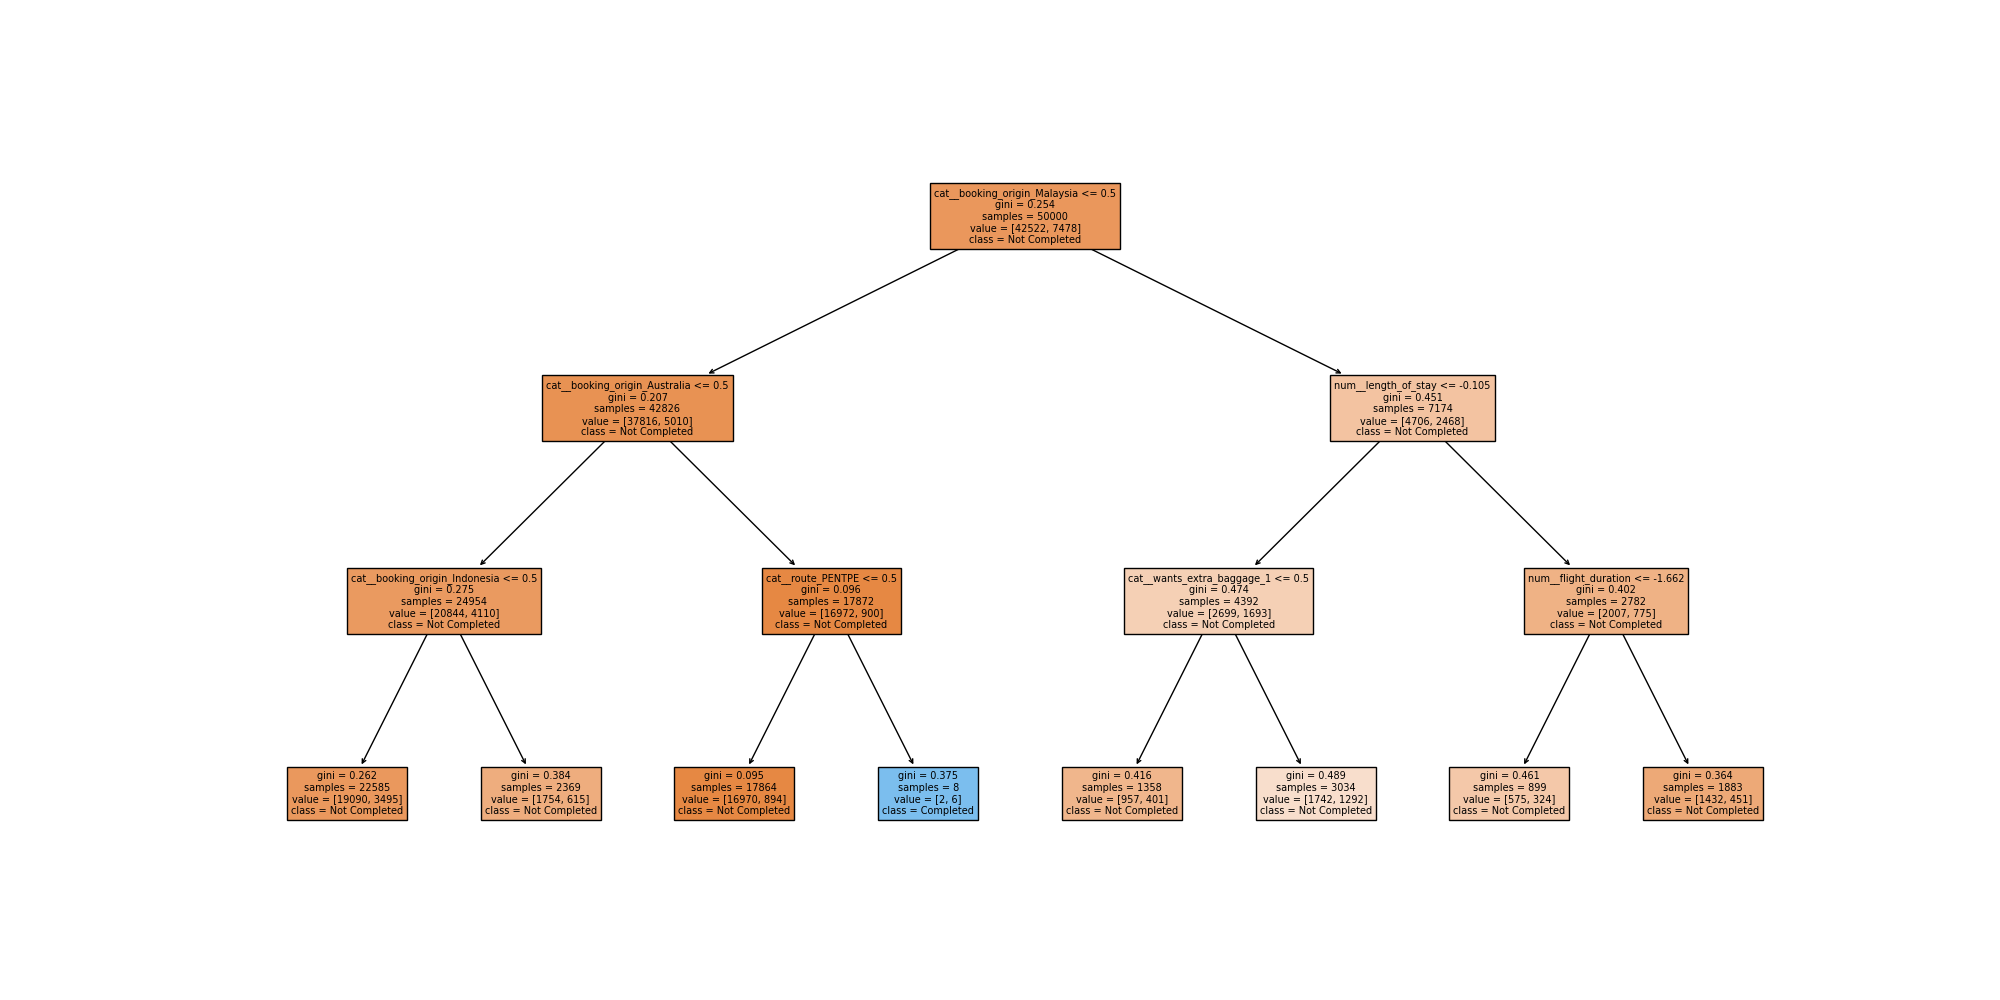 cat__booking_origin_Malaysia <= 0.5
gini = 0.254
samples = 50000
value = [42522, 7478]
class = Not Completed
cat__booking_origin_Australia <= 0.5
gini = 0.207
samples = 42826
value = [37816, 5010]
class = Not Completed
num__length_of_stay <= -0.105
gini = 0.451
samples = 7174
value = [4706, 2468]
class = Not Completed
cat__booking_origin_Indonesia <= 0.5
gini = 0.275
samples = 24954
value = [20844, 4110]
class = Not Completed
cat__route_PENTPE <= 0.5
gini = 0.096
samples = 17872
value = [16972, 900]
class = Not Completed
cat__wants_extra_baggage_1 <= 0.5
gini = 0.474
samples = 4392
value = [2699, 1693]
class = Not Completed
num__flight_duration <= -1.662
gini = 0.402
samples = 2782
value = [2007, 775]
class = Not Completed
gini = 0.262
samples = 22585
value = [19090, 3495]
class = Not Completed
gini = 0.384
samples = 2369
value = [1754, 615]
class = Not Completed
gini = 0.095
samples = 17864
value = [16970, 894]
class = Not Completed
gini = 0.375
samples = 8
value = [2, 6]
class = Completed
gini = 0.416
samples = 1358
value = [957, 401]
class = Not Completed
gini = 0.489
samples = 3034
value = [1742, 1292]
class = Not Completed
gini = 0.461
samples = 899
value = [575, 324]
class = Not Completed
gini = 0.364
samples = 1883
value = [1432, 451]
class = Not Completed